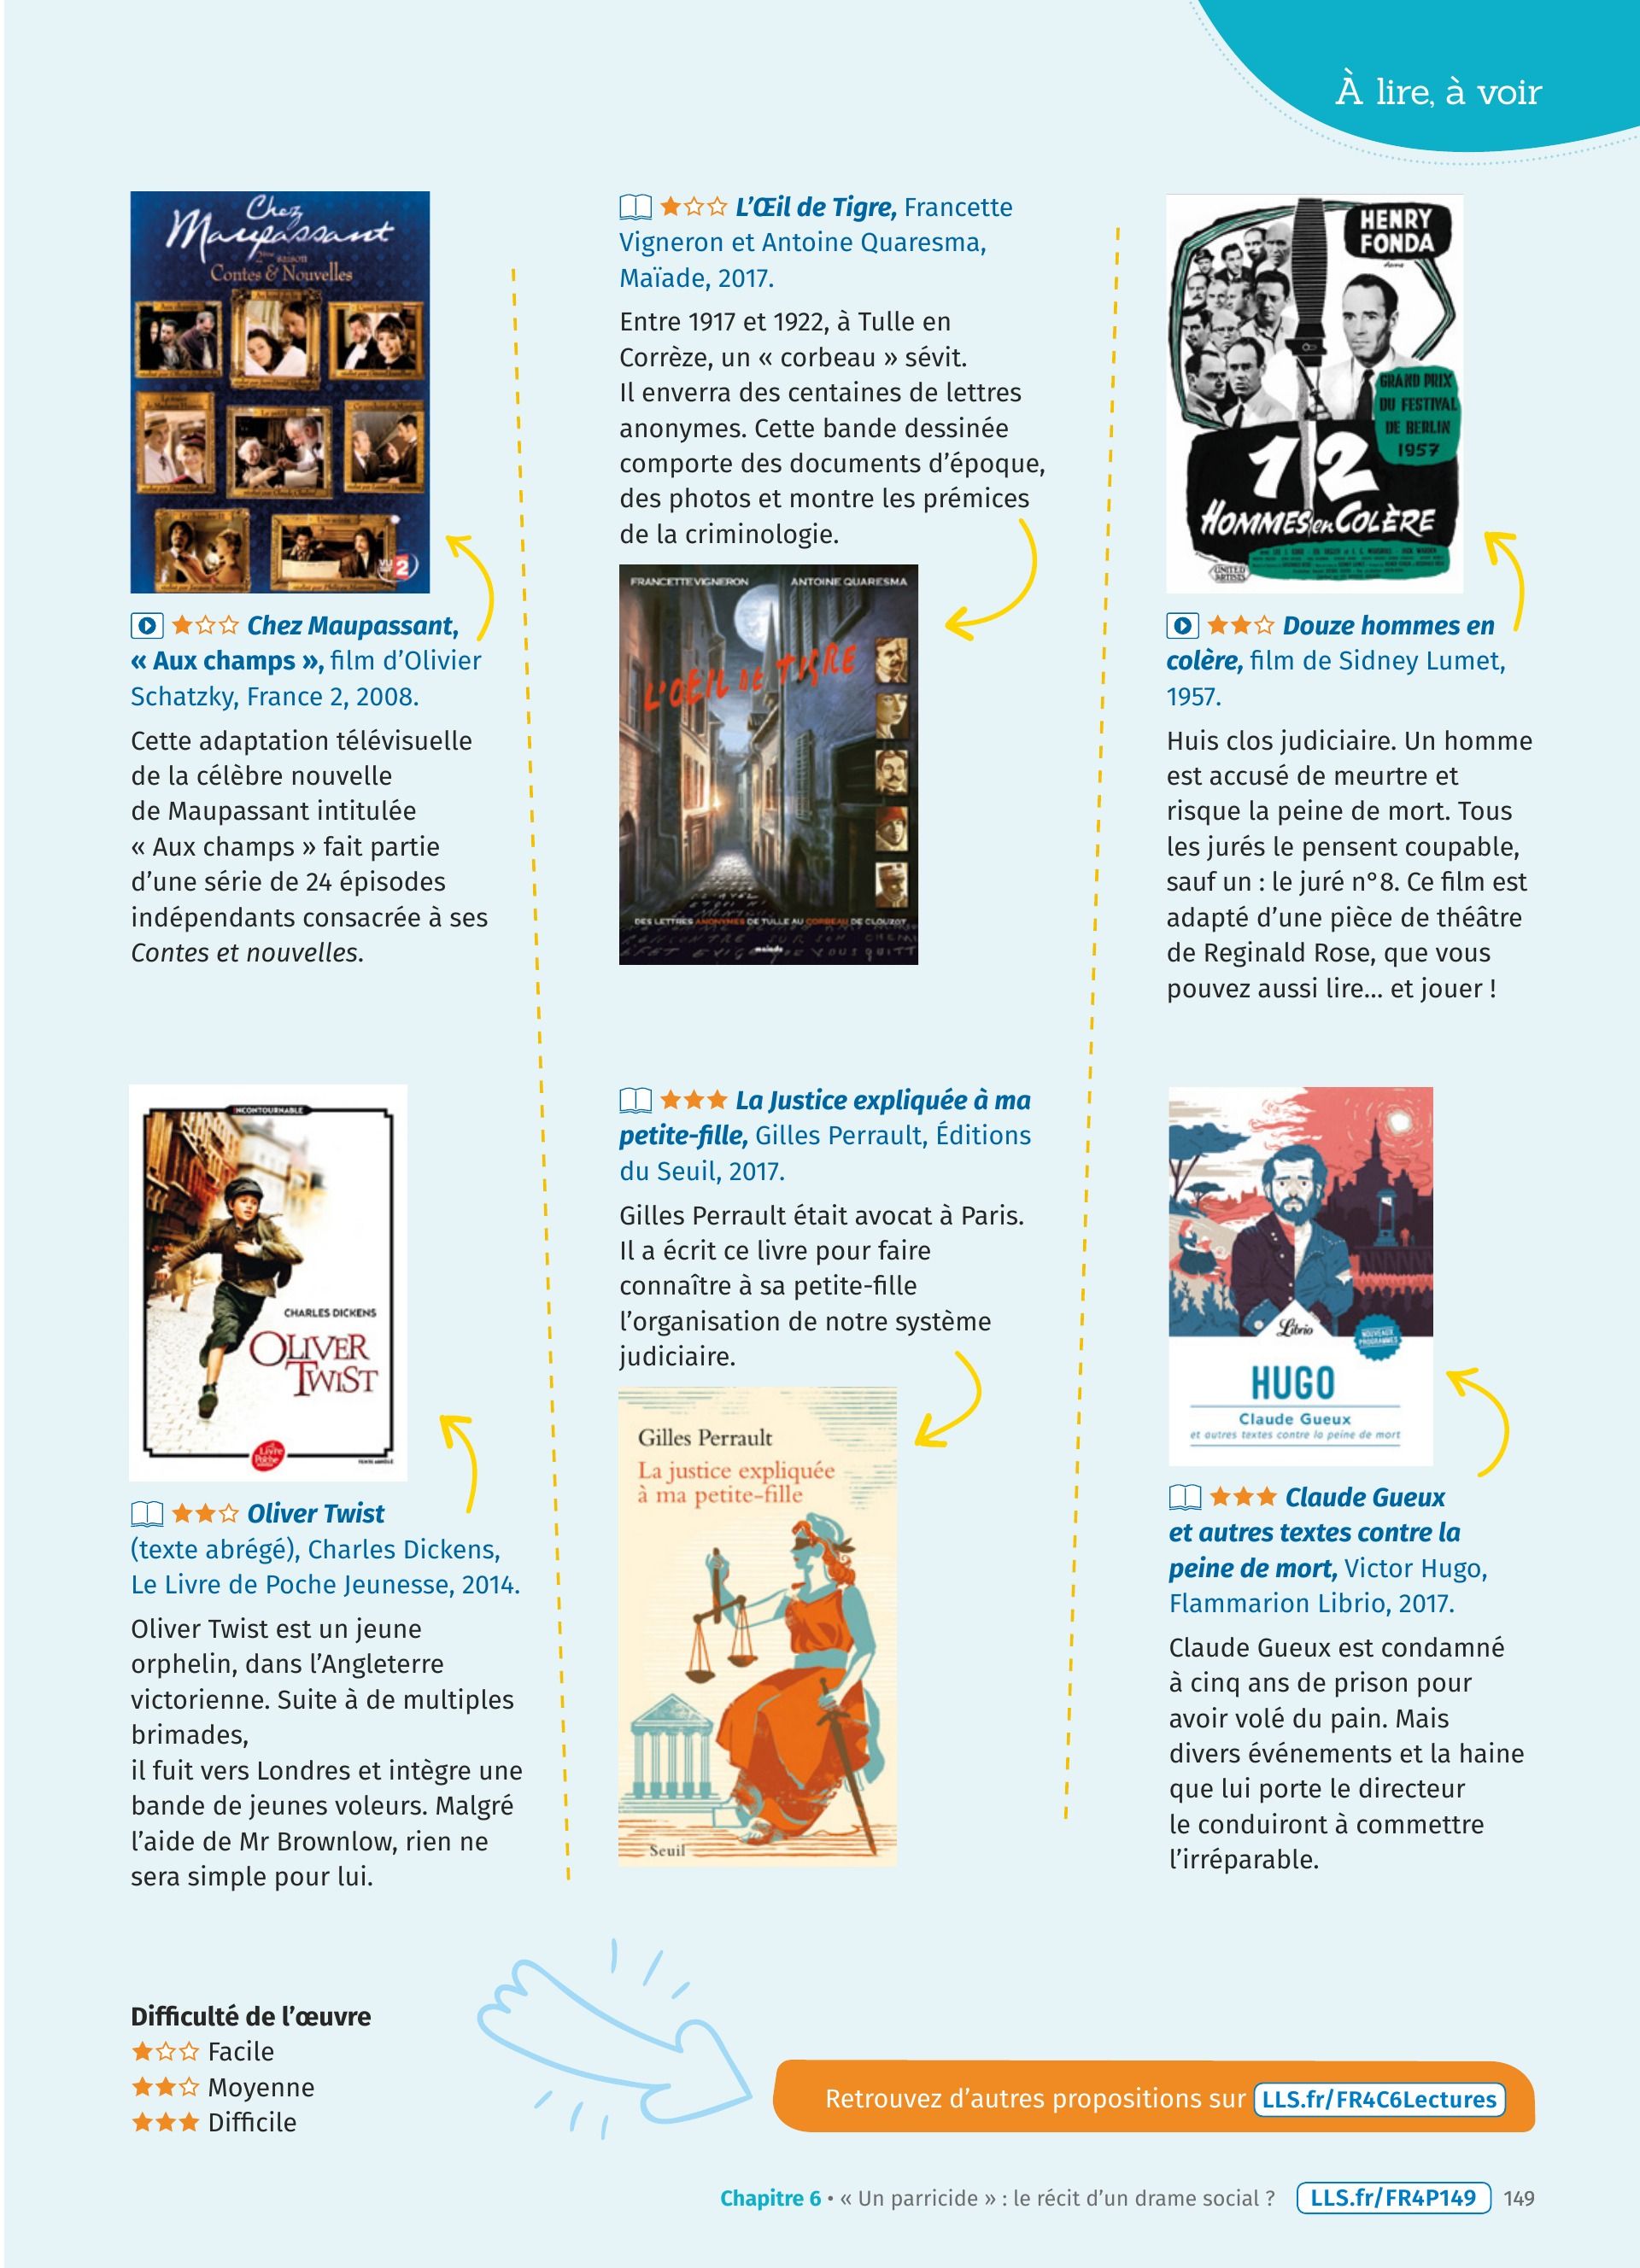 À lire, à voir
Chez
Maupassant
2ème saison
Contes & Nouvelles
Chez Maupassant,
« Aux champs », film d’Olivier
Schatzky, France 2, 2008.
Cette adaptation télévisuelle
de la célèbre nouvelle
de Maupassant intitulée
« Aux champs » fait partie
d’une série de 24 épisodes
indépendants consacrée à ses
Contes et nouvelles.
INCONTOURNABLE
CHARLES DICKENS
OLIVER
TWIST
Le Livre de Poche
TEXTE ABRÉGÉ
Oliver Twist
(texte abrégé), Charles Dickens,
Le Livre de Poche Jeunesse, 2014.
Oliver Twist est un jeune
orphelin, dans l’Angleterre
victorienne. Suite à de multiples
brimades,
il fuit vers Londres et intègre une
bande de jeunes voleurs. Malgré
l’aide de Mr Brownlow, rien ne
sera simple pour lui.
L’Œil de Tigre, Francette
Vigneron et Antoine Quaresma,
Maïade, 2017.
Entre 1917 et 1922, à Tulle en
Corrèze, un « corbeau » sévit.
Il enverra des centaines de lettres
anonymes. Cette bande dessinée
comporte des documents d’époque,
des photos et montre les prémices
de la criminologie.
FRANCETTE VIGNERON ANTOINE QUARESMA
L'ŒIL DE TIGRE
DES LETTRES ANONYMES DE TULLE AU CORBEAU DE CLOUZOT
maïade
La Justice expliquée à ma
petite-fille, Gilles Perrault, Éditions
du Seuil, 2017.
Gilles Perrault était avocat à Paris.
Il a écrit ce livre pour faire
connaître à sa petite-fille
l’organisation de notre système
judiciaire.
Gilles Perrault
La justice expliquée
à ma petite-fille
Seuil
HENRY
FONDA
GRAND PRIX
DU FESTIVAL
DE BERLIN
1957
12
HOMMES en COLÈRE
UNITED
ARTISTS
Douze hommes en
colère, film de Sidney Lumet,
1957.
Huis clos judiciaire. Un homme
est accusé de meurtre et
risque la peine de mort. Tous
les jurés le pensent coupable,
sauf un : le juré n°8. Ce film est
adapté d’une pièce de théâtre
de Reginald Rose, que vous
pouvez aussi lire… et jouer !
Librio
NOUVEAUX
PROGRAMMES
HUGO
Claude Gueux
et autres textes contre la peine de mort
Claude Gueux
et autres textes contre la
peine de mort, Victor Hugo,
Flammarion Librio, 2017.
Claude Gueux est condamné
à cinq ans de prison pour
avoir volé du pain. Mais
divers événements et la haine
que lui porte le directeur
le conduiront à commettre
l’irréparable.
Difficulté de l’œuvre
Facile
Moyenne
Difficile
Retrouvez d’autres propositions sur LLS.fr/FR4C6Lectures
Chapitre 6 • « Un parricide » : le récit d’un drame social ? LLS.fr/FR4P149 149